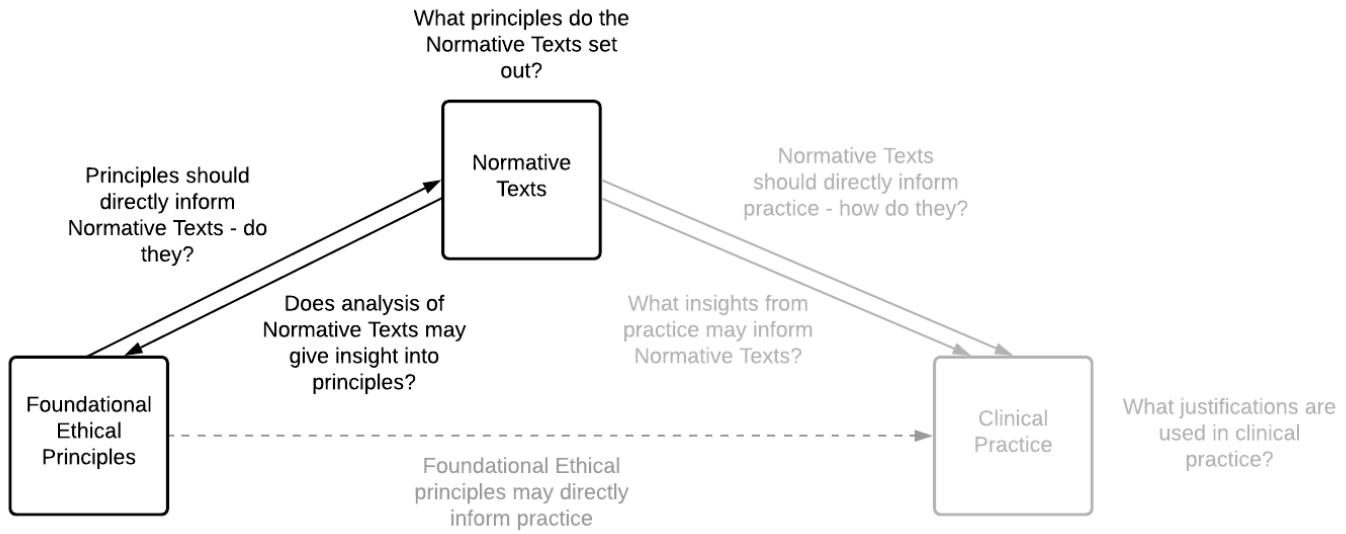 What principles do the
Normative Texts set
out?
Normative
Texts
Principles should
directly inform
Normative Texts - do
they?
Normative Texts
should directly inform
practice - how do they?
Does analysis of
Normative Texts may
give insight into
principles?
What insights from
practice may inform
Normative Texts?
Foundational
Ethical
Principles
Clinical
Practice
What justifications are
used in clinical
practice?
Foundational Ethical
principles may directly
inform practice